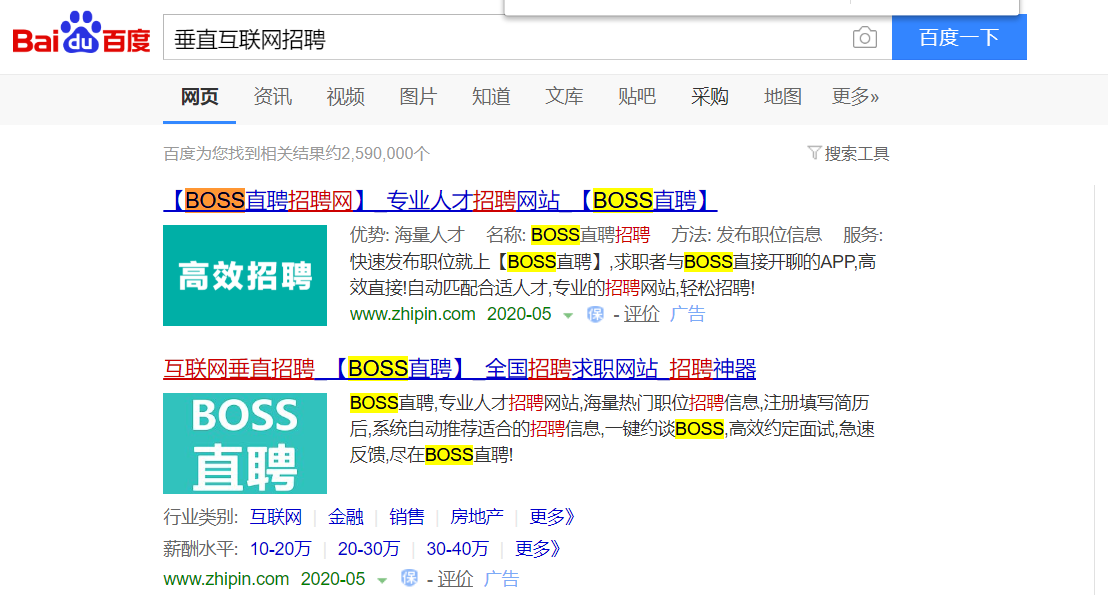 Bai du 百度
垂直互联网招聘
百度一下
网页 资讯 视频 图片 知道 文库 贴吧 采购 地图 更多»
百度为您找到相关结果约2,590,000个
搜索工具
【BOSS直聘招聘网】_专业人才招聘网站_【BOSS直聘】
高效招聘
优势: 海量人才 名称: BOSS直聘招聘 方法: 发布职位信息 服务:
快速发布职位就上【BOSS直聘】,求职者与BOSS直接开聊的APP,高
效直接!自动匹配合适人才,专业的招聘网站,轻松招聘!
www.zhipin.com 2020-05 保 - 评价 广告
互联网垂直招聘_【BOSS直聘】_全国招聘求职网站_招聘神器
BOSS
直聘
BOSS直聘,专业人才招聘网站,海量热门职位招聘信息,注册填写简历
后,系统自动推荐适合的招聘信息,一键约谈BOSS,高效约定面试,急速
反馈,尽在BOSS直聘!
行业类别: 互联网 | 金融 | 销售 | 房地产 | 更多》
薪酬水平: 10-20万 | 20-30万 | 30-40万 | 更多》
www.zhipin.com 2020-05 保 - 评价 广告